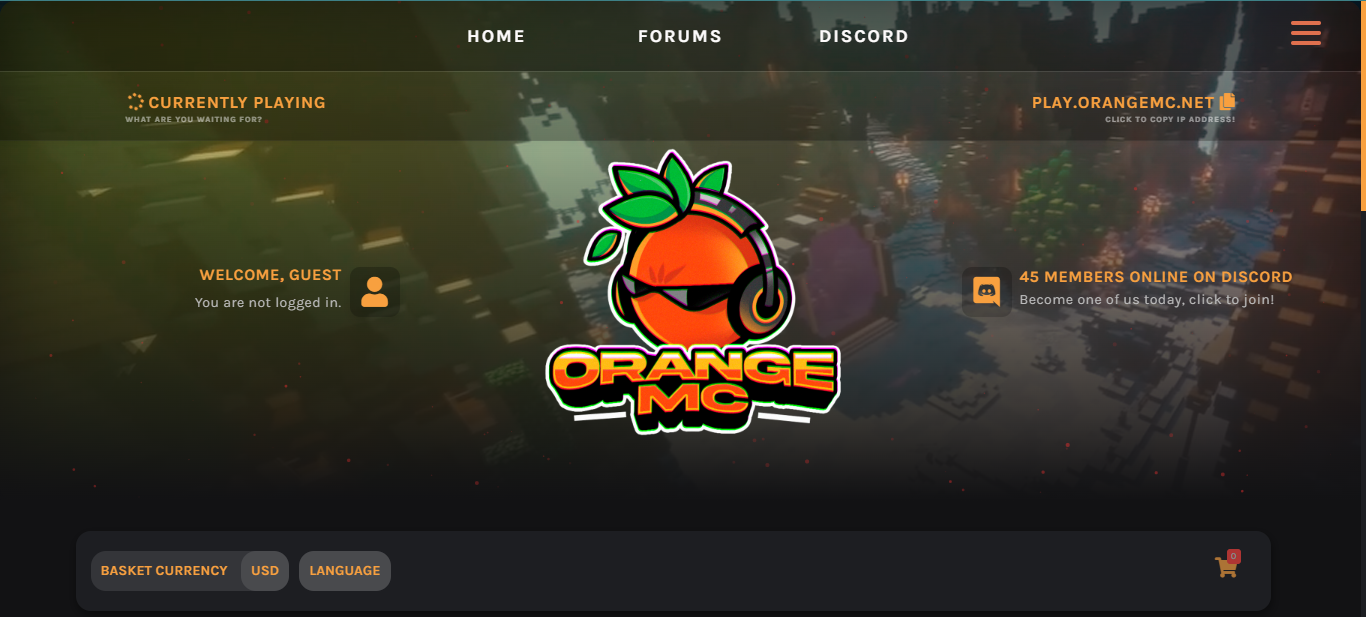 HOME
FORUMS
DISCORD
CURRENTLY PLAYING
WHAT ARE YOU WAITING FOR?
PLAY.ORANGEMC.NET
CLICK TO COPY IP ADDRESS!
WELCOME, GUEST
You are not logged in.
ORANGE
MC
45 MEMBERS ONLINE ON DISCORD
Become one of us today, click to join!
BASKET CURRENCY
USD
LANGUAGE
0